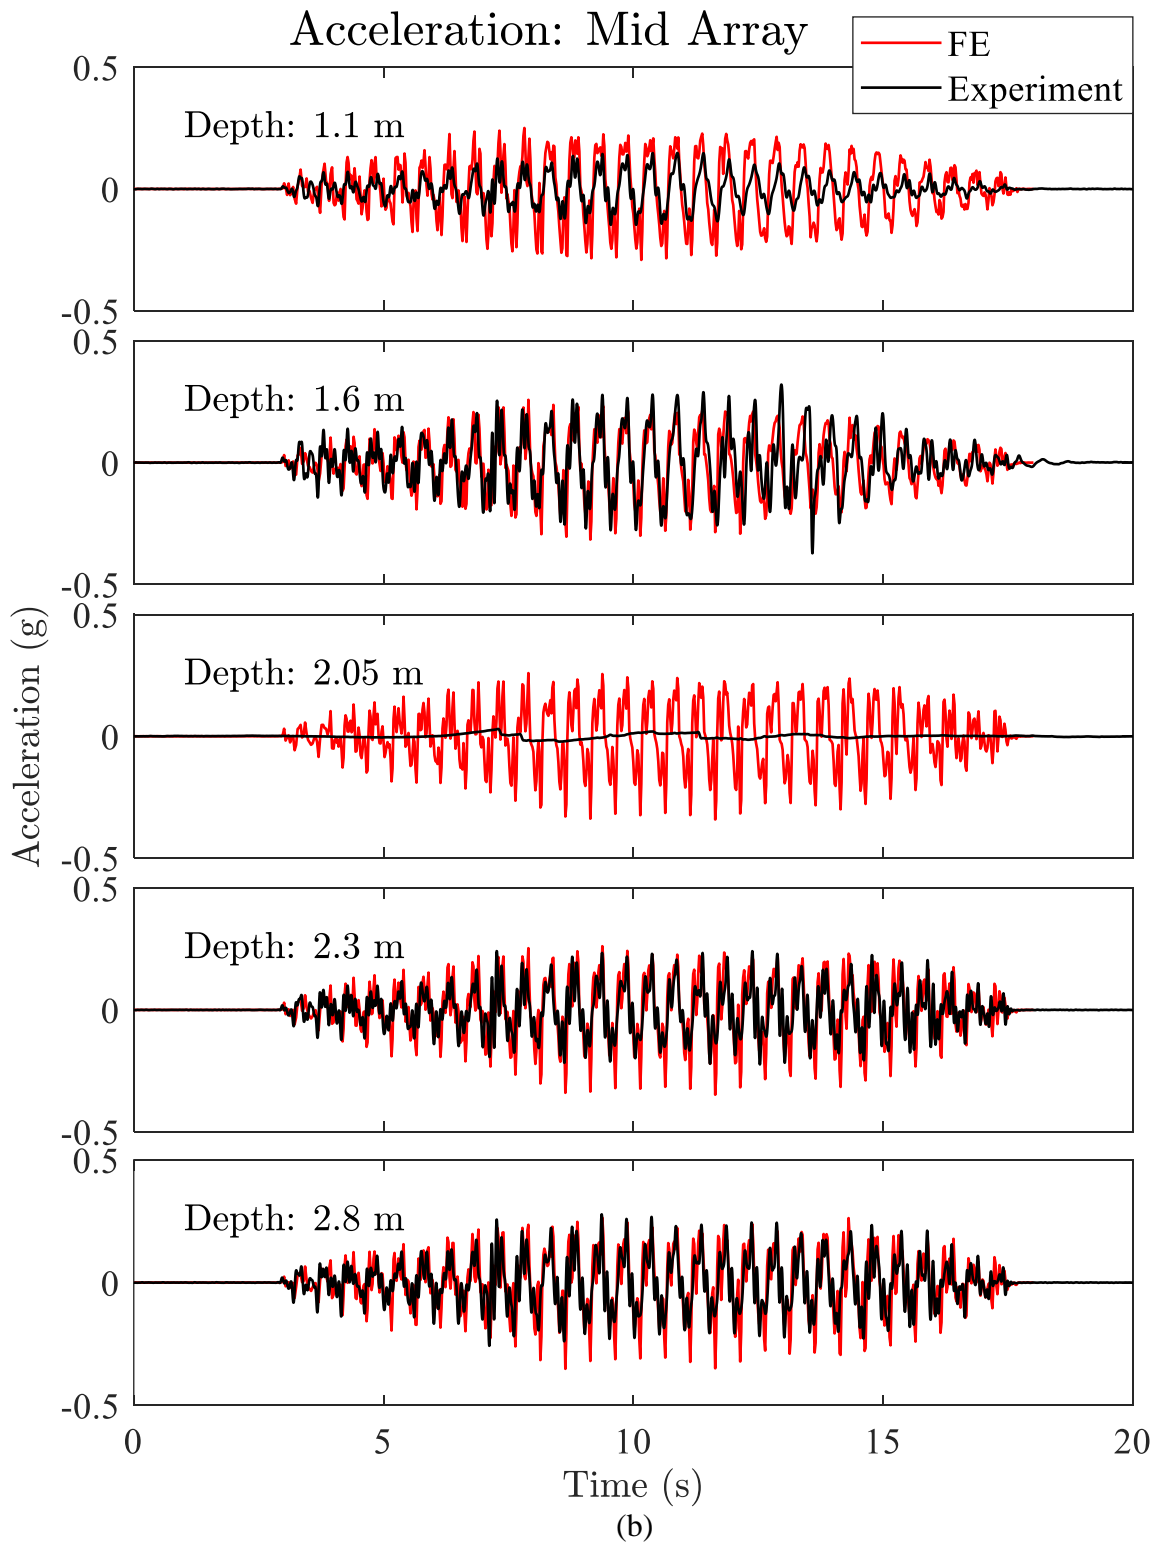 Acceleration: Mid Array
FE
Experiment
0.5
Depth: 1.1 m
0
-0.5
0.5
Depth: 1.6 m
0
-0.5
0.5
Depth: 2.05 m
0
-0.5
0.5
Depth: 2.3 m
0
-0.5
0.5
Depth: 2.8 m
0
-0.5
Acceleration (g)
0 5 10 15 20
Time (s)
(b)